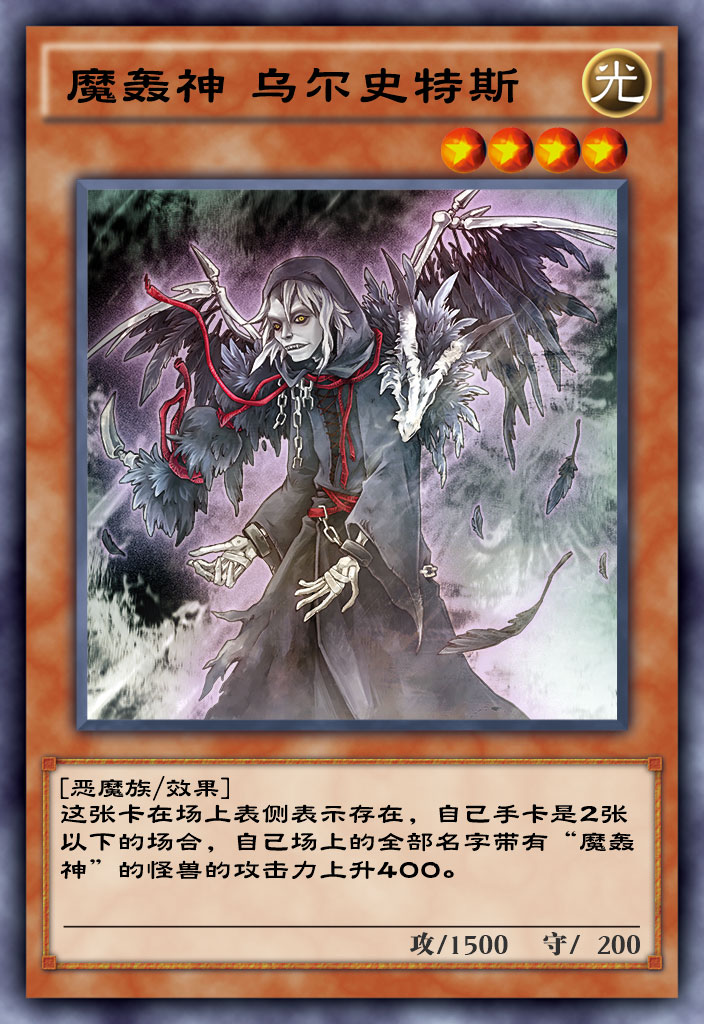 魔轰神 乌尔史特斯
光
[恶魔族/效果]
这张卡在场上表侧表示存在，自己手卡是2张
以下的场合，自己场上的全部名字带有“魔轰
神”的怪兽的攻击力上升400。
攻/1500 守/ 200